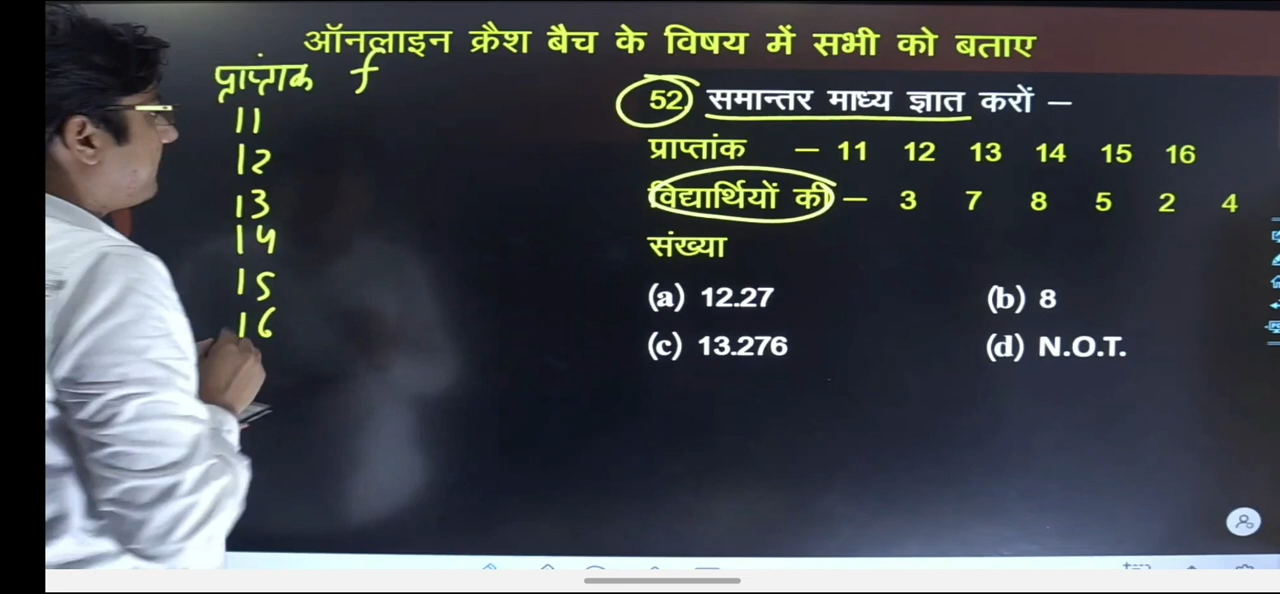 ऑनलाइन क्रैश बैच के विषय में सभी को बताए
प्राप्तांक f
11
12
13
14
15
16
52 समान्तर माध्य ज्ञात करों –
प्राप्तांक – 11 12 13 14 15 16
विद्यार्थियों की – 3 7 8 5 2 4
संख्या
(a) 12.27 (b) 8
(c) 13.276 (d) N.O.T.